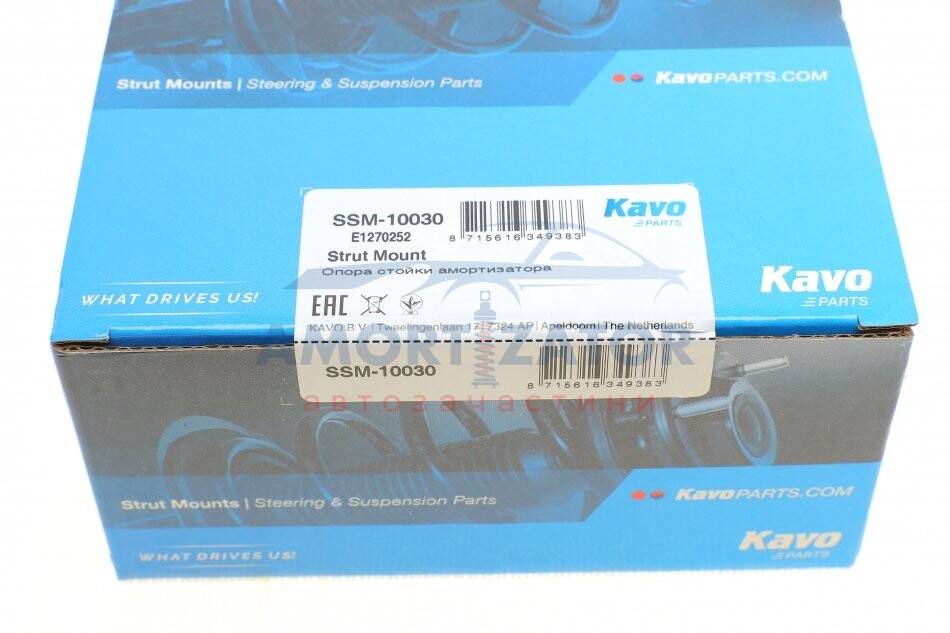 Strut Mounts | Steering & Suspension Parts
KavoPARTS.COM
SSM-10030
E1270252
8 715616 349383
Kavo
PARTS
Strut Mount
Опора стойки амортизатора
WHAT DRIVES US!
Kavo
PARTS
EAC
KAVO B.V. | Tweelingenlaan 17 | 7324 AP | Apeldoorn | The Netherlands
AMORTIZATOR
SSM-10030
8 715616 349383
автозапчастини
Strut Mounts | Steering & Suspension Parts
KavoPARTS.COM
WHAT DRIVES US!
Kavo
PARTS